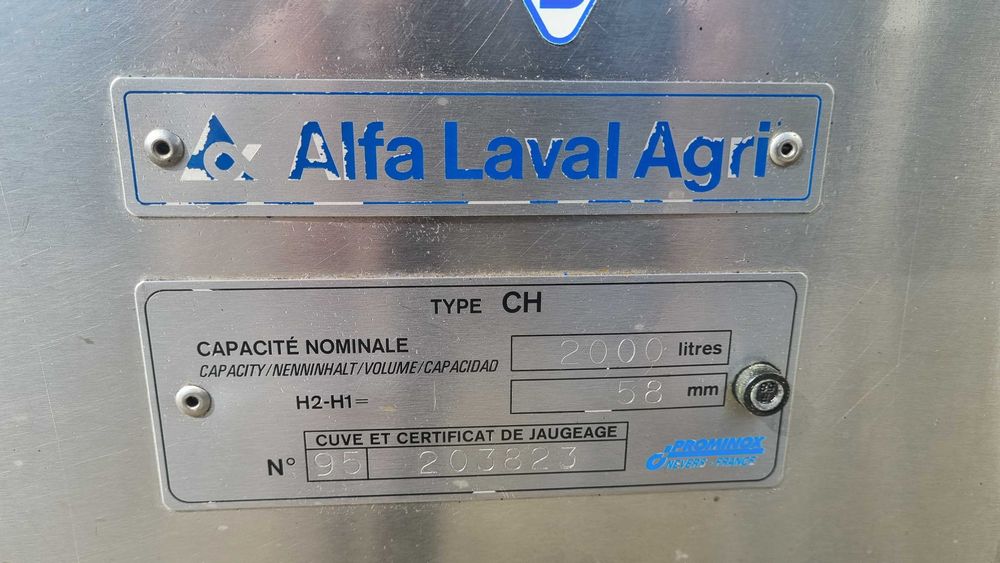 Alfa Laval Agri
TYPE CH
CAPACITÉ NOMINALE 2000 litres
CAPACITY/NENNINHALT/VOLUME/CAPACIDAD
H2-H1= 58 mm
CUVE ET CERTIFICAT DE JAUGEAGE
N° 95 203823
PROMINOX
NEVERS - FRANCE